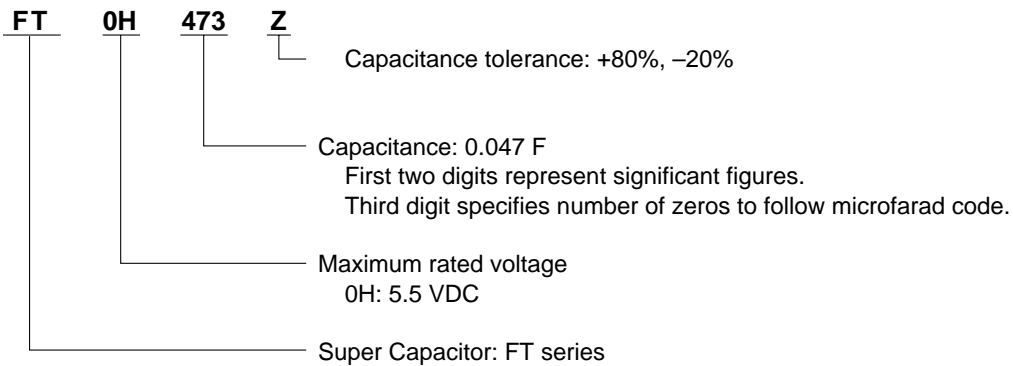 FT 0H 473 Z
Capacitance tolerance: +80%, –20%
Capacitance: 0.047 F
First two digits represent significant figures.
Third digit specifies number of zeros to follow microfarad code.
Maximum rated voltage
0H: 5.5 VDC
Super Capacitor: FT series